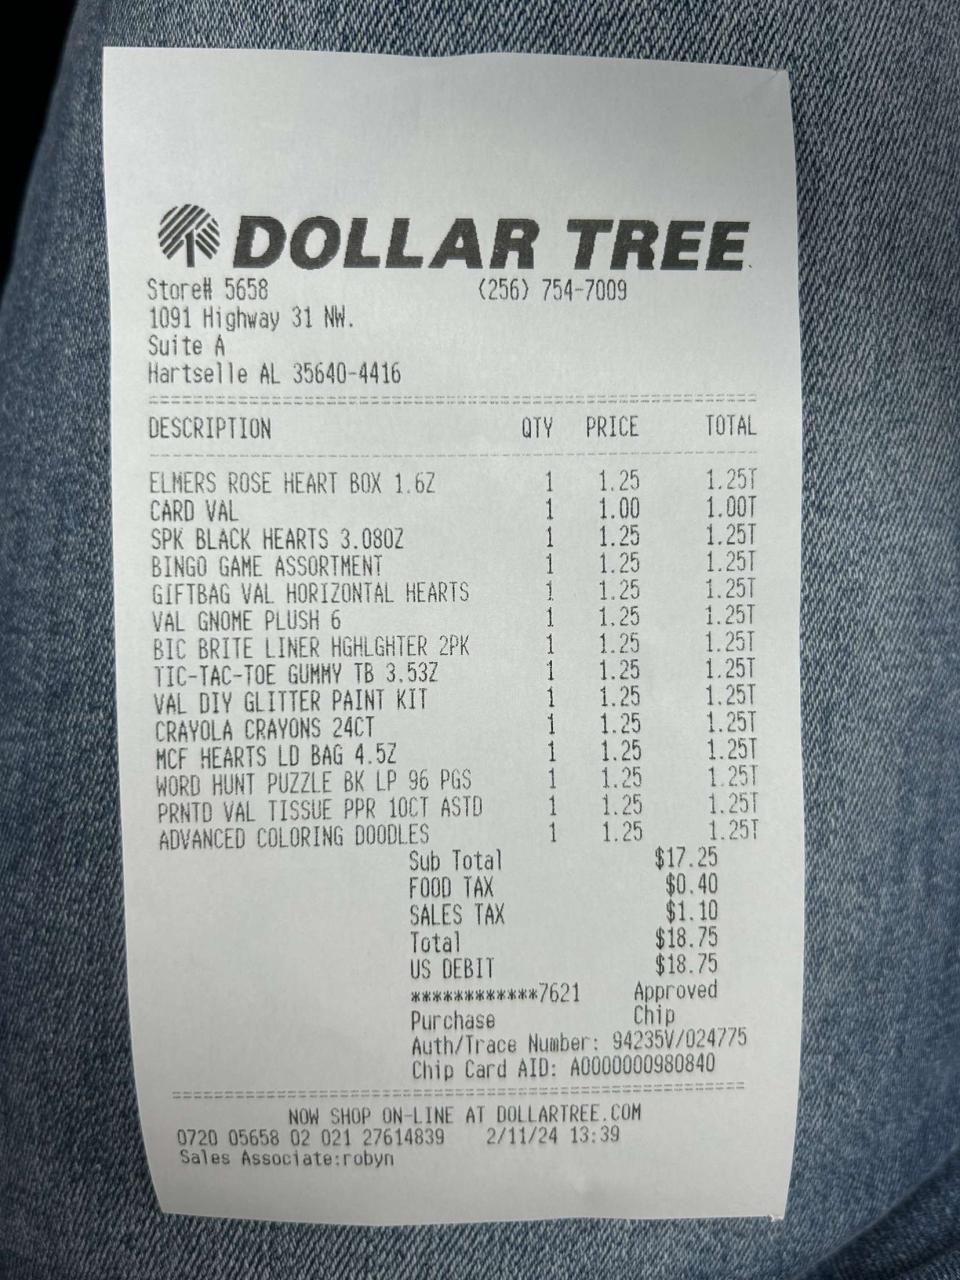 DOLLAR TREE
Store# 5658 (256) 754-7009
1091 Highway 31 NW.
Suite A
Hartselle AL 35640-4416
DESCRIPTION QTY PRICE TOTAL
ELMERS ROSE HEART BOX 1.6Z 1 1.25 1.25T
CARD VAL 1 1.00 1.00T
SPK BLACK HEARTS 3.080Z 1 1.25 1.25T
BINGO GAME ASSORTMENT 1 1.25 1.25T
GIFTBAG VAL HORIZONTAL HEARTS 1 1.25 1.25T
VAL GNOME PLUSH 6 1 1.25 1.25T
BIC BRITE LINER HGHLGHTER 2PK 1 1.25 1.25T
TIC-TAC-TOE GUMMY TB 3.53Z 1 1.25 1.25T
VAL DIY GLITTER PAINT KIT 1 1.25 1.25T
CRAYOLA CRAYONS 24CT 1 1.25 1.25T
MCF HEARTS LD BAG 4.5Z 1 1.25 1.25T
WORD HUNT PUZZLE BK LP 96 PGS 1 1.25 1.25T
PRNTD VAL TISSUE PPR 10CT ASTD 1 1.25 1.25T
ADVANCED COLORING DOODLES 1 1.25 1.25T
Sub Total $17.25
FOOD TAX $0.40
SALES TAX $1.10
Total $18.75
US DEBIT $18.75
************7621 Approved
Purchase Chip
Auth/Trace Number: 94235V/024775
Chip Card AID: A0000000980840
NOW SHOP ON-LINE AT DOLLARTREE.COM
0720 05658 02 021 27614839 2/11/24 13:39
Sales Associate:robyn